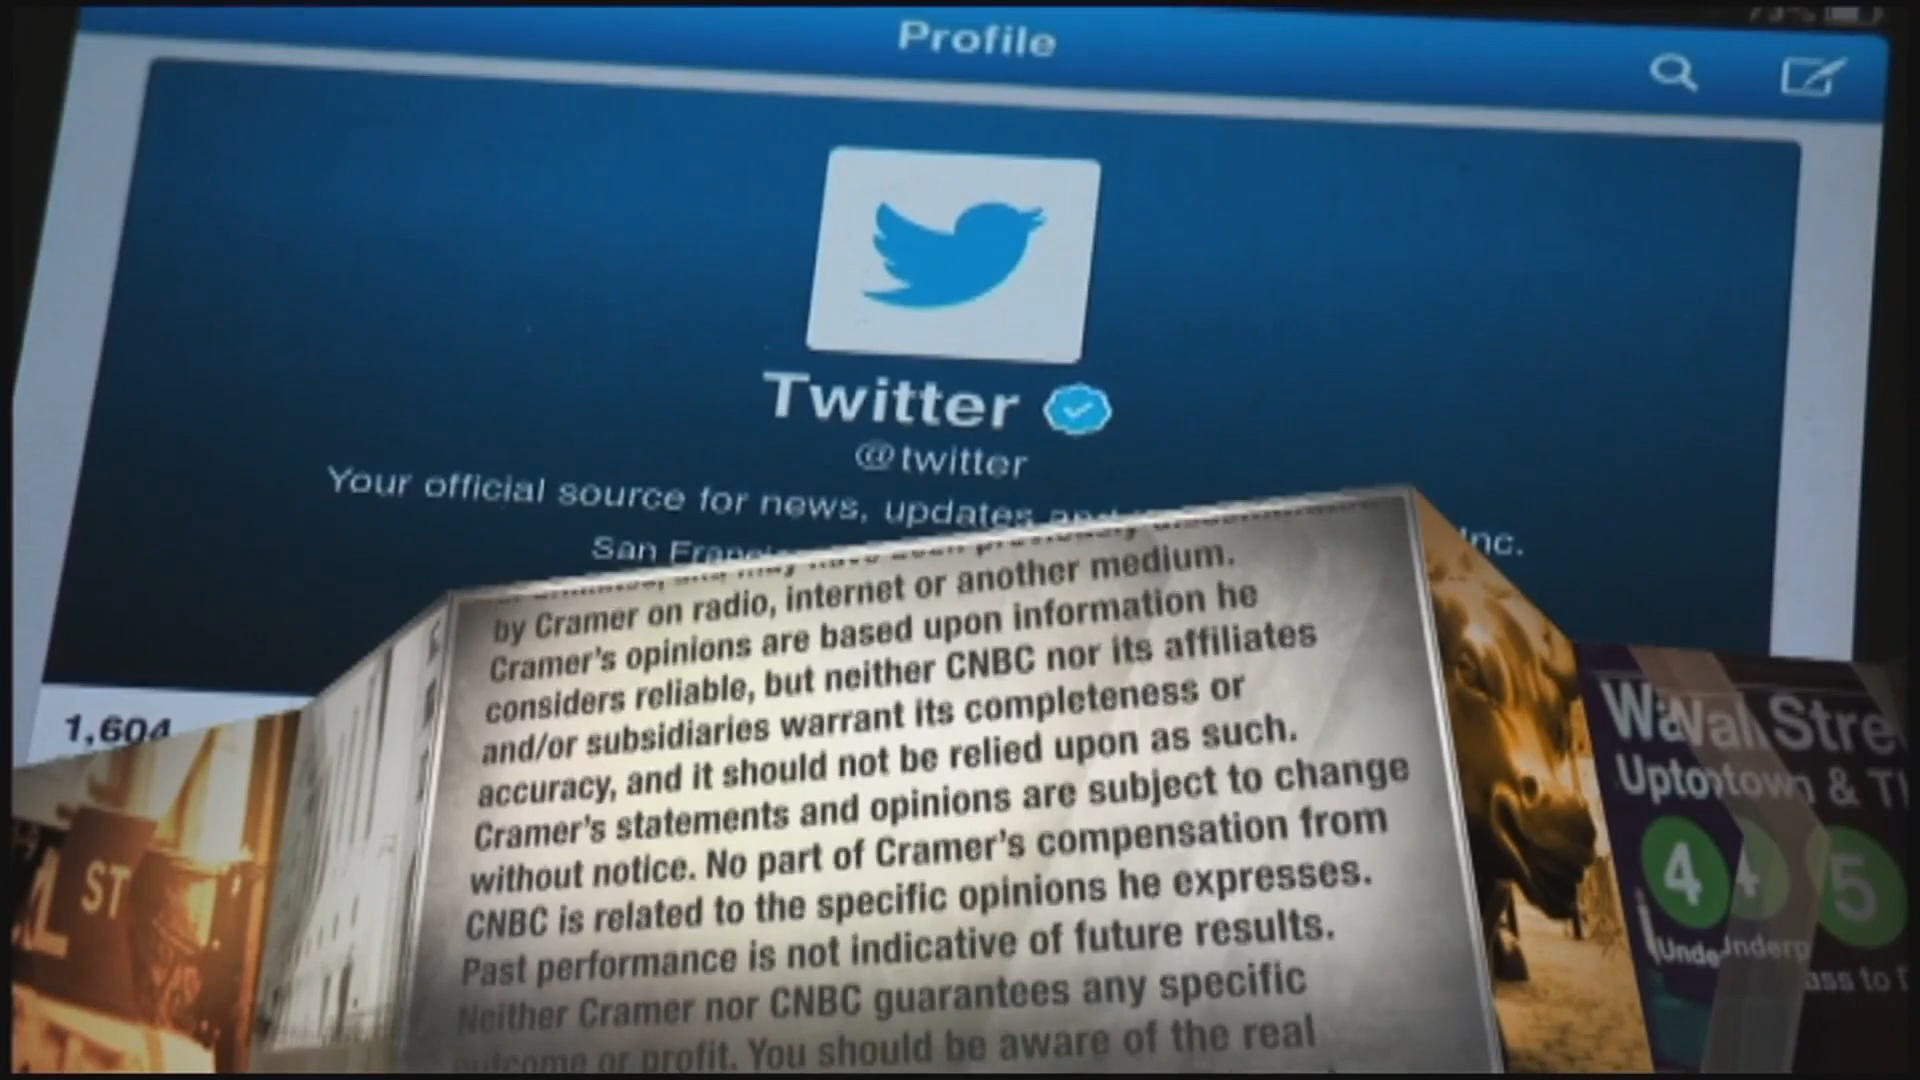 Profile
Twitter
@twitter
Your official source for news, updates and
San Inc.
1,604
by Cramer on radio, internet or another medium.
Cramer's opinions are based upon information he
considers reliable, but neither CNBC nor its affiliates
and/or subsidiaries warrant its completeness or
accuracy, and it should not be relied upon as such.
Cramer's statements and opinions are subject to change
without notice. No part of Cramer's compensation from
CNBC is related to the specific opinions he expresses.
Past performance is not indicative of future results.
Neither Cramer nor CNBC guarantees any specific
outcome or profit. You should be aware of the real
ST
Wall Stre
Uptown & T
4 4 5